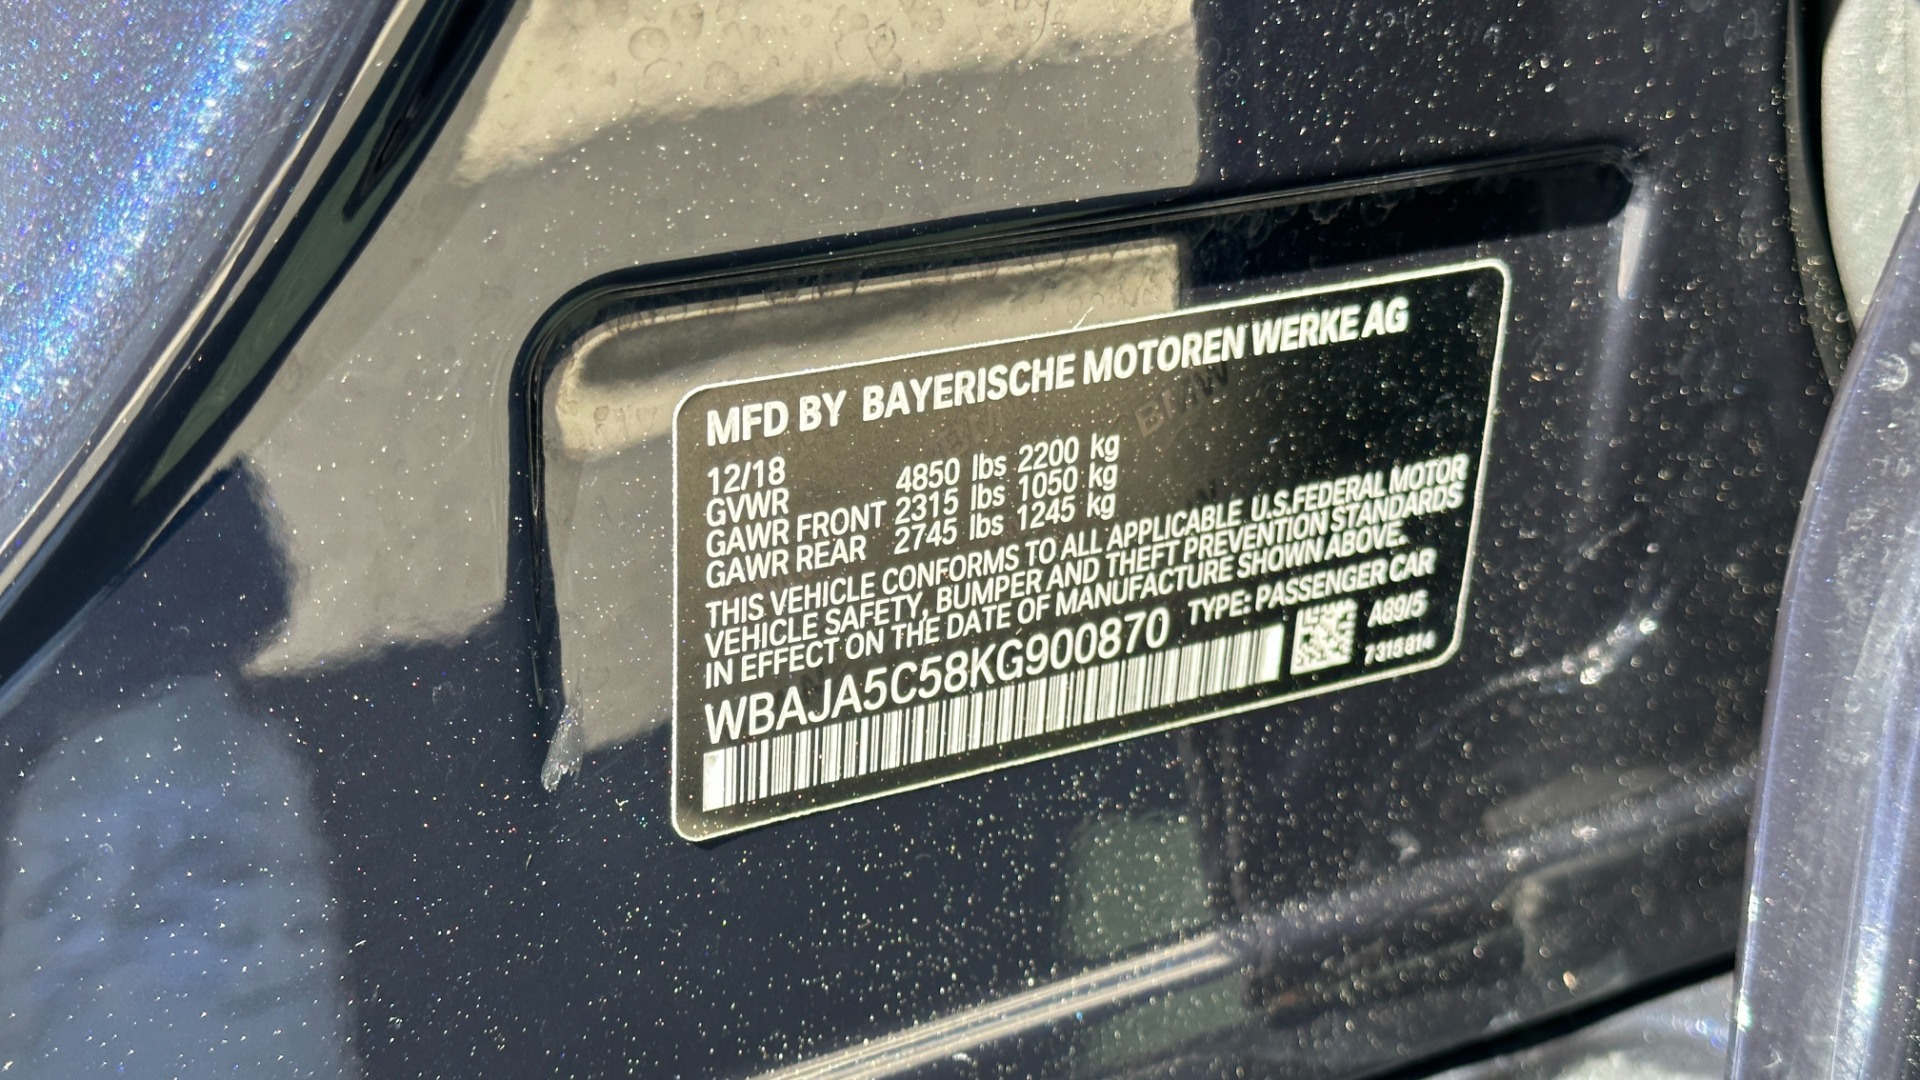 MFD BY BAYERISCHE MOTOREN WERKE AG
12/18
GVWR 4850 lbs 2200 kg
GAWR FRONT 2315 lbs 1050 kg
GAWR REAR 2745 lbs 1245 kg
THIS VEHICLE CONFORMS TO ALL APPLICABLE U.S.FEDERAL MOTOR
VEHICLE SAFETY, BUMPER AND THEFT PREVENTION STANDARDS
IN EFFECT ON THE DATE OF MANUFACTURE SHOWN ABOVE.
WBAJA5C58KG900870 TYPE: PASSENGER CAR
A89/5
7315814
BMW